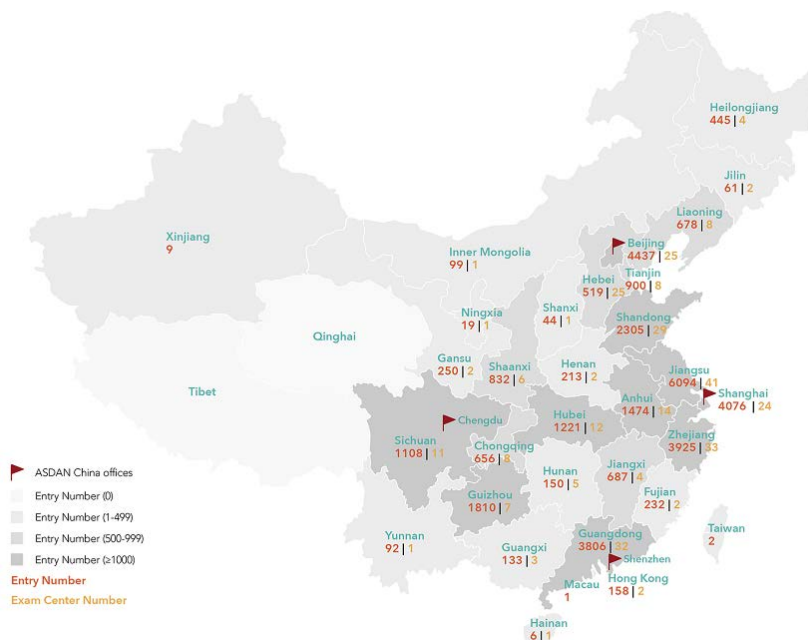 Heilongjiang
445 | 4
Jilin
61 | 2
Liaoning
678 | 8
Xinjiang
9
Beijing
4437 | 25
Inner Mongolia
99 | 1
Tianjin
900 | 8
Hebei
519 | 25
Ningxia
19 | 1
Shanxi
44 | 1
Shandong
2305 | 29
Qinghai
Gansu
250 | 2
Shaanxi
832 | 6
Henan
213 | 2
Jiangsu
6094 | 41
Tibet
Anhui
1474 | 14
Shanghai
4076 | 24
Chengdu
Hubei
1221 | 12
Zhejiang
3925 | 33
Sichuan
1108 | 11
Chongqing
656 | 8
Hunan
150 | 5
Jiangxi
687 | 4
Guizhou
1810 | 7
Fujian
232 | 2
Yunnan
92 | 1
Guangxi
133 | 3
Guangdong
3806 | 32
Taiwan
2
Shenzhen
Macau
1
Hong Kong
158 | 2
Hainan
6 | 1
ASDAN China offices
Entry Number (0)
Entry Number (1-499)
Entry Number (500-999)
Entry Number (≥1000)
Entry Number
Exam Center Number